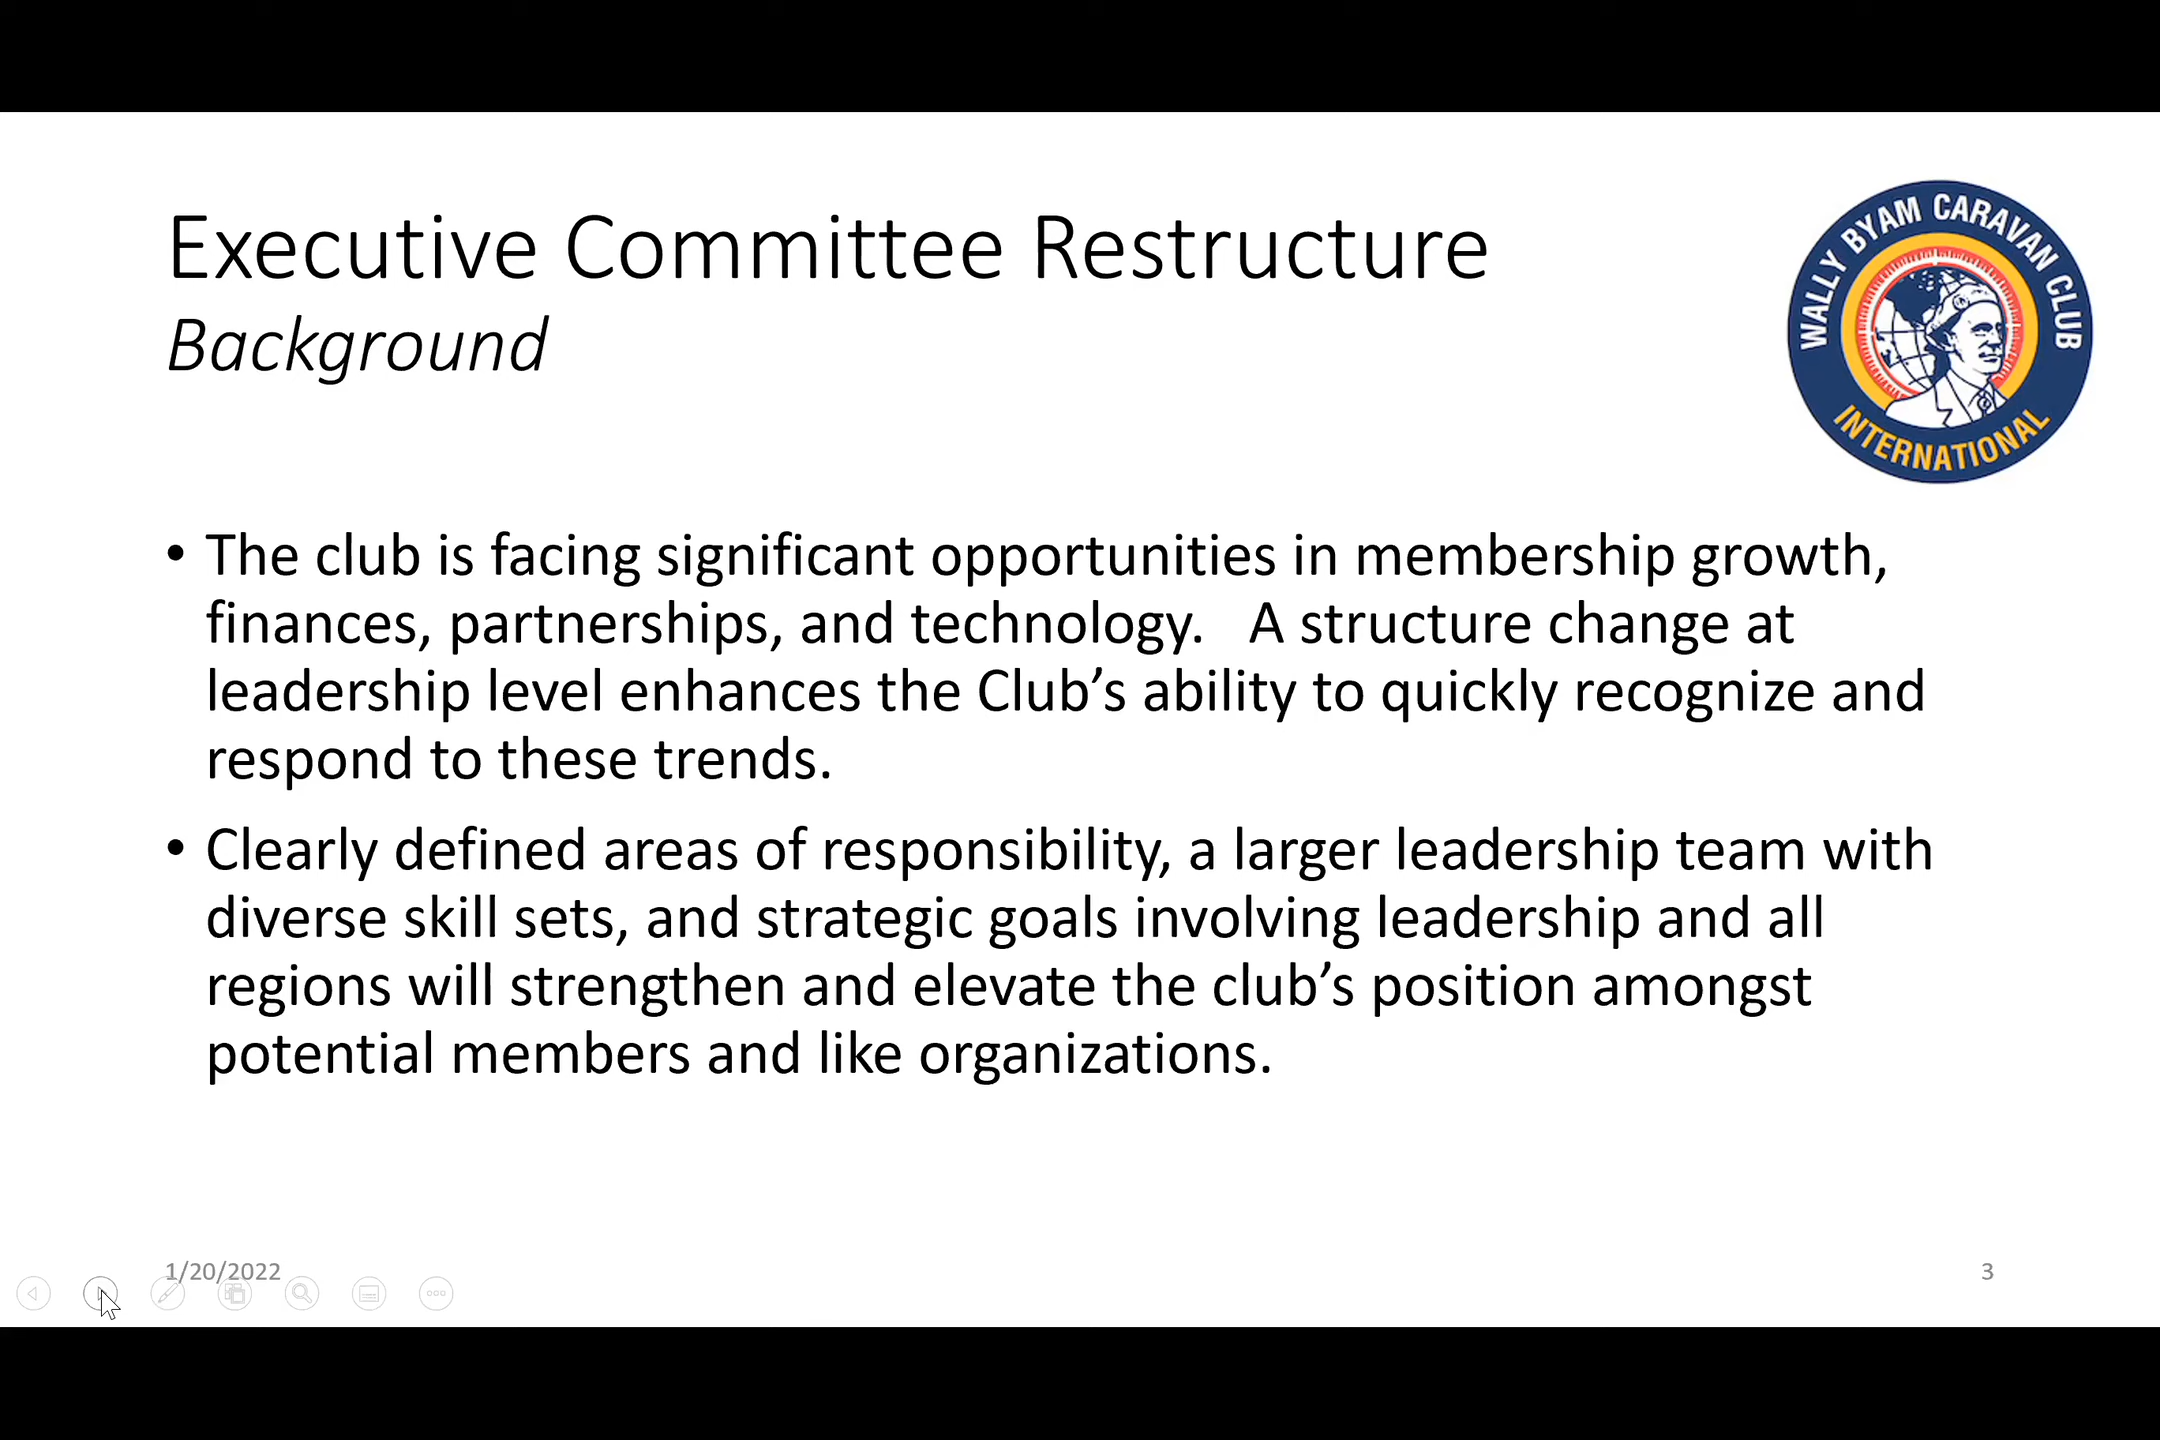 Executive Committee Restructure
Background
WALLY BYAM CARAVAN CLUB
INTERNATIONAL
• The club is facing significant opportunities in membership growth,
finances, partnerships, and technology.   A structure change at
leadership level enhances the Club’s ability to quickly recognize and
respond to these trends.
• Clearly defined areas of responsibility, a larger leadership team with
diverse skill sets, and strategic goals involving leadership and all
regions will strengthen and elevate the club’s position amongst
potential members and like organizations.
1/20/2022
3